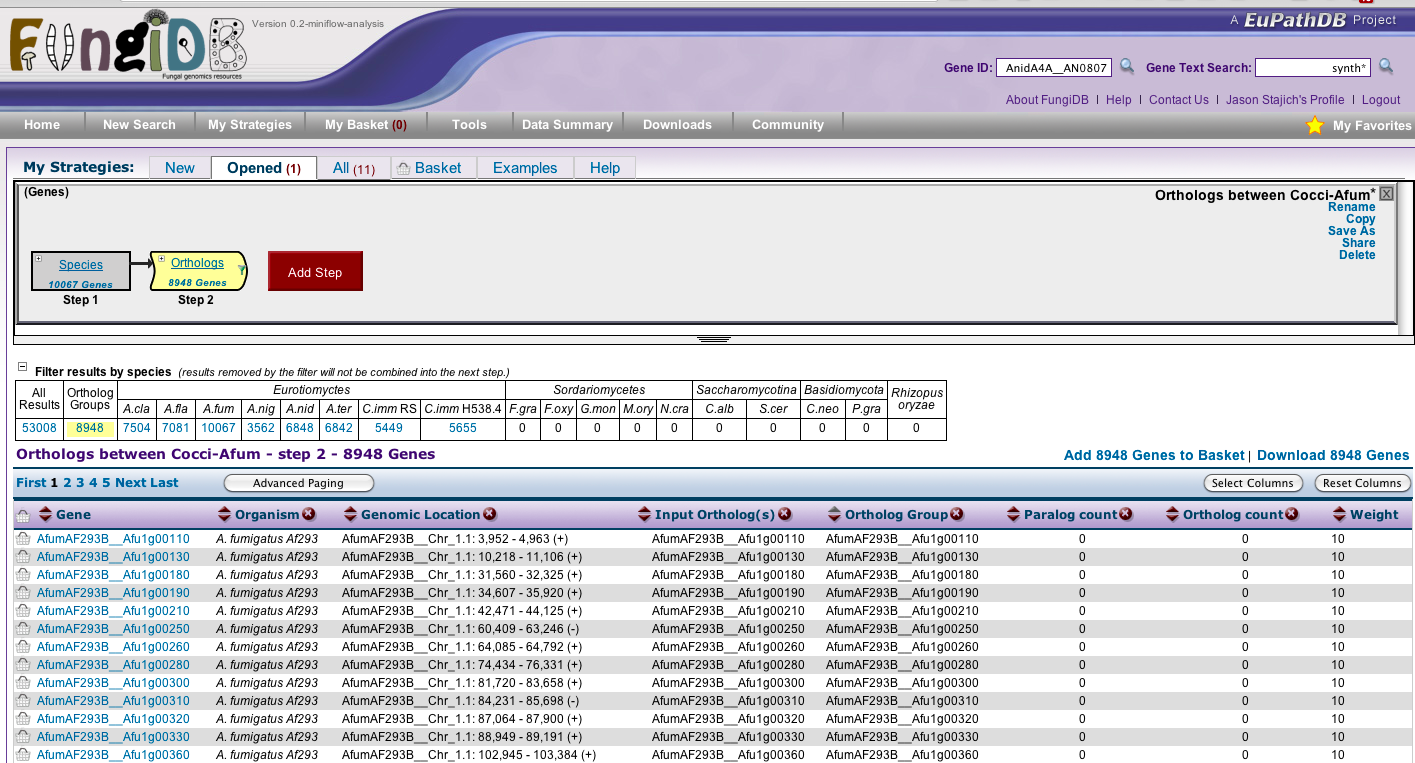 FungiDB
Fungal genomics resources
Version 0.2-miniflow-analysis
A EuPathDB Project
Gene ID: AnidA4A__AN0807 Gene Text Search: synth*
About FungiDB | Help | Contact Us | Jason Stajich's Profile | Logout
Home New Search My Strategies My Basket (0) Tools Data Summary Downloads Community My Favorites
My Strategies: New Opened (1) All (11) Basket Examples Help
(Genes)
Orthologs between Cocci-Afum* X
Rename
Copy
Save As
Share
Delete
Species
10067 Genes
Step 1
Orthologs
8948 Genes
Step 2
Add Step
Filter results by species (results removed by the filter will not be combined into the next step.)
All Results Ortholog Groups Eurotiomyctes Sordariomycetes Saccharomycotina Basidiomycota Rhizopus oryzae
A.cla A.fla A.fum A.nig A.nid A.ter C.imm RS C.imm H538.4 F.gra F.oxy G.mon M.ory N.cra C.alb S.cer C.neo P.gra
53008 8948 7504 7081 10067 3562 6848 6842 5449 5655 0 0 0 0 0 0 0 0 0 0
Orthologs between Cocci-Afum - step 2 - 8948 Genes
Add 8948 Genes to Basket | Download 8948 Genes
First 1 2 3 4 5 Next Last Advanced Paging Select Columns Reset Columns
Gene Organism Genomic Location Input Ortholog(s) Ortholog Group Paralog count Ortholog count Weight
AfumAF293B__Afu1g00110 A. fumigatus Af293 AfumAF293B__Chr_1.1: 3,952 - 4,963 (+) AfumAF293B__Afu1g00110 AfumAF293B__Afu1g00110 0 0 10
AfumAF293B__Afu1g00130 A. fumigatus Af293 AfumAF293B__Chr_1.1: 10,218 - 11,106 (+) AfumAF293B__Afu1g00130 AfumAF293B__Afu1g00130 0 0 10
AfumAF293B__Afu1g00180 A. fumigatus Af293 AfumAF293B__Chr_1.1: 31,560 - 32,325 (+) AfumAF293B__Afu1g00180 AfumAF293B__Afu1g00180 0 0 10
AfumAF293B__Afu1g00190 A. fumigatus Af293 AfumAF293B__Chr_1.1: 34,607 - 35,920 (+) AfumAF293B__Afu1g00190 AfumAF293B__Afu1g00190 0 0 10
AfumAF293B__Afu1g00210 A. fumigatus Af293 AfumAF293B__Chr_1.1: 42,471 - 44,125 (+) AfumAF293B__Afu1g00210 AfumAF293B__Afu1g00210 0 0 10
AfumAF293B__Afu1g00250 A. fumigatus Af293 AfumAF293B__Chr_1.1: 60,409 - 63,246 (-) AfumAF293B__Afu1g00250 AfumAF293B__Afu1g00250 0 0 10
AfumAF293B__Afu1g00260 A. fumigatus Af293 AfumAF293B__Chr_1.1: 64,085 - 64,792 (+) AfumAF293B__Afu1g00260 AfumAF293B__Afu1g00260 0 0 10
AfumAF293B__Afu1g00280 A. fumigatus Af293 AfumAF293B__Chr_1.1: 74,434 - 76,331 (+) AfumAF293B__Afu1g00280 AfumAF293B__Afu1g00280 0 0 10
AfumAF293B__Afu1g00300 A. fumigatus Af293 AfumAF293B__Chr_1.1: 81,720 - 83,658 (+) AfumAF293B__Afu1g00300 AfumAF293B__Afu1g00300 0 0 10
AfumAF293B__Afu1g00310 A. fumigatus Af293 AfumAF293B__Chr_1.1: 84,231 - 85,698 (-) AfumAF293B__Afu1g00310 AfumAF293B__Afu1g00310 0 0 10
AfumAF293B__Afu1g00320 A. fumigatus Af293 AfumAF293B__Chr_1.1: 87,064 - 87,900 (+) AfumAF293B__Afu1g00320 AfumAF293B__Afu1g00320 0 0 10
AfumAF293B__Afu1g00330 A. fumigatus Af293 AfumAF293B__Chr_1.1: 88,949 - 89,191 (+) AfumAF293B__Afu1g00330 AfumAF293B__Afu1g00330 0 0 10
AfumAF293B__Afu1g00360 A. fumigatus Af293 AfumAF293B__Chr_1.1: 102,945 - 103,384 (+) AfumAF293B__Afu1g00360 AfumAF293B__Afu1g00360 0 0 10